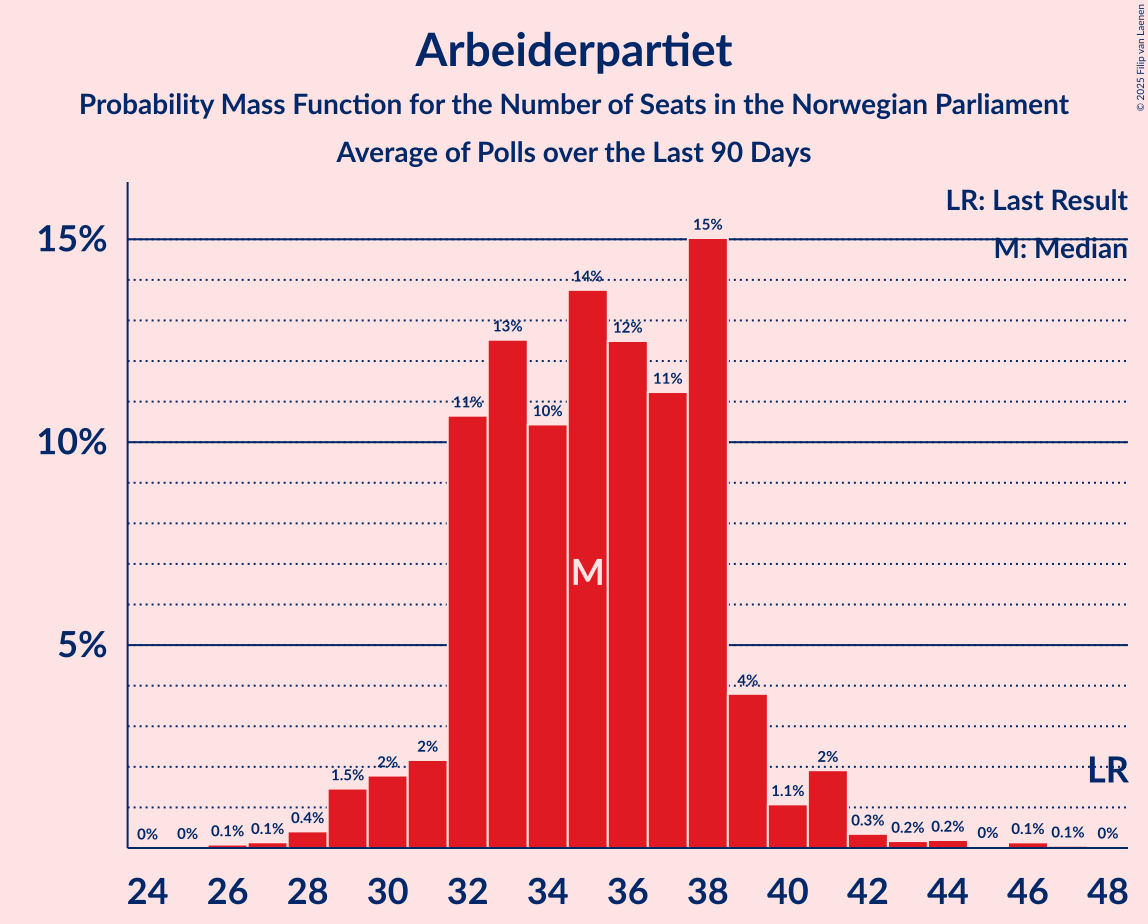 Arbeiderpartiet
Probability Mass Function for the Number of Seats in the Norwegian Parliament
Average of Polls over the Last 90 Days
© 2025 Filip van Laenen
LR: Last Result
M: Median
15%
10%
5%
0% 0% 0.1% 0.1% 0.4% 1.5% 2% 2% 11% 13% 10% 14% 12% 11% 15% 4% 1.1% 2% 0.3% 0.2% 0.2% 0% 0.1% 0.1% 0%
M
LR
24 26 28 30 32 34 36 38 40 42 44 46 48